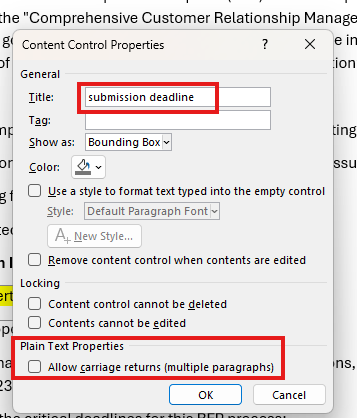 the "Comprehensive Customer Relationship Manage
Content Control Properties
General
Title: submission deadline
Tag:
Show as: Bounding Box
Color:
Use a style to format text typed into the empty control
Style: Default Paragraph Font
A+ New Style...
Remove content control when contents are edited
Locking
Content control cannot be deleted
Contents cannot be edited
Plain Text Properties
Allow carriage returns (multiple paragraphs)
OK Cancel
the critical deadlines for this RFP process: